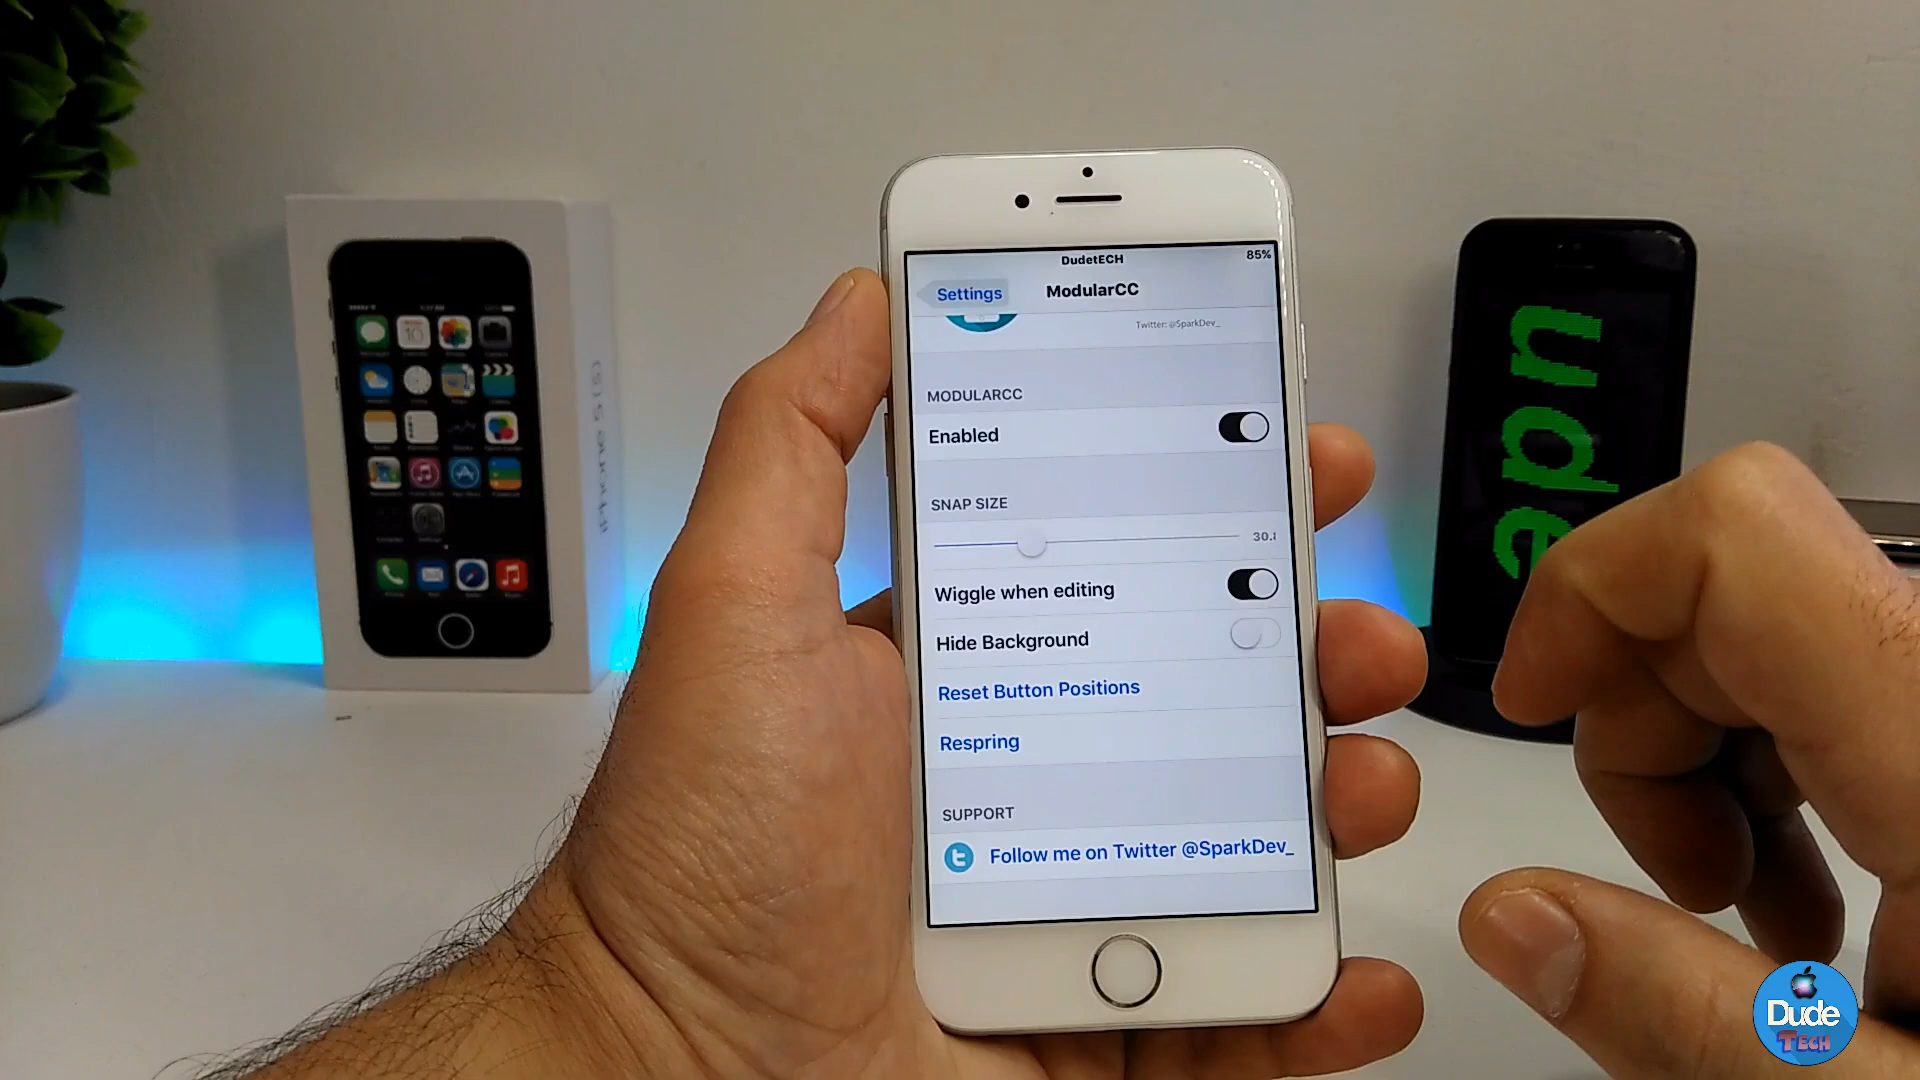 DudetECH
85%
Settings
ModularCC
Twitter: @SparkDev_
MODULARCC
Enabled
SNAP SIZE
Wiggle when editing
Hide Background
Reset Button Positions
Respring
SUPPORT
Follow me on Twitter @SparkDev_
ude
Dude
TECH